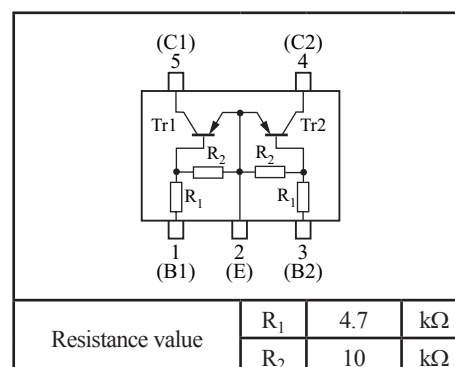 (C1) (C2)
5 4
Tr1 Tr2
R₂ R₂
R₁ R₁
1 2 3
(B1) (E) (B2)
Resistance value R₁ 4.7 kΩ
R₂ 10 kΩ